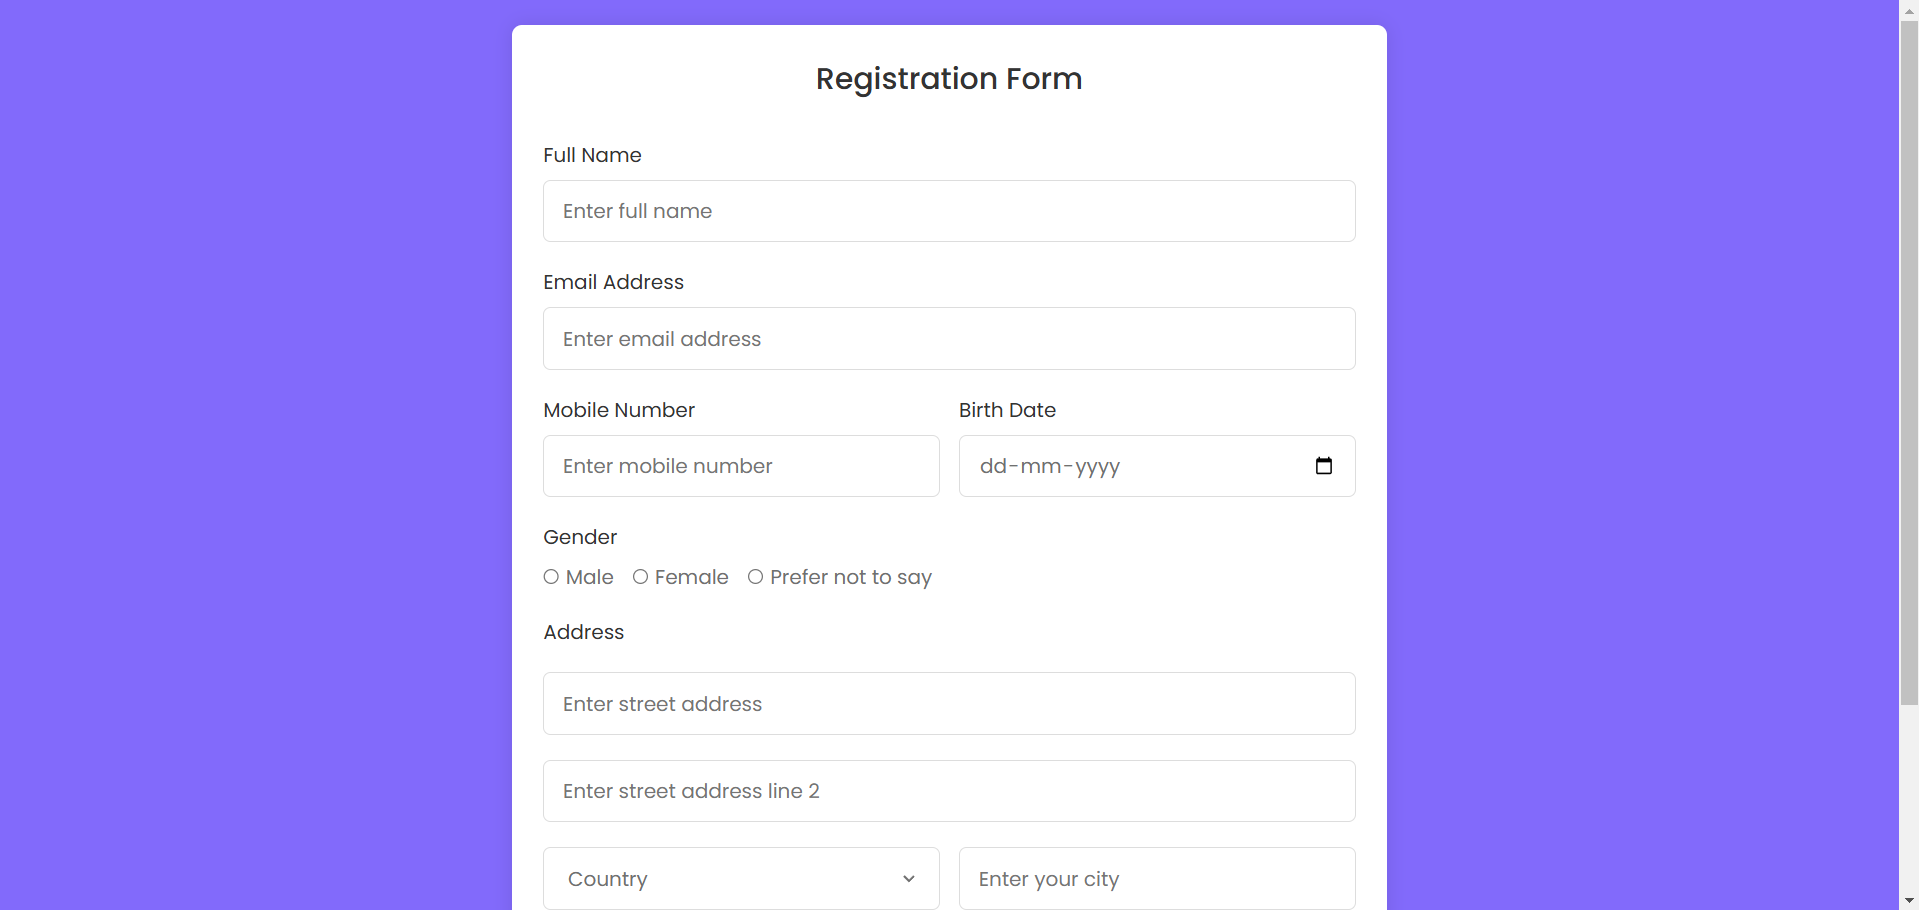 Registration Form
Full Name
Enter full name
Email Address
Enter email address
Mobile Number
Birth Date
Enter mobile number
dd-mm-yyyy
Gender
Male Female Prefer not to say
Address
Enter street address
Enter street address line 2
Country
Enter your city